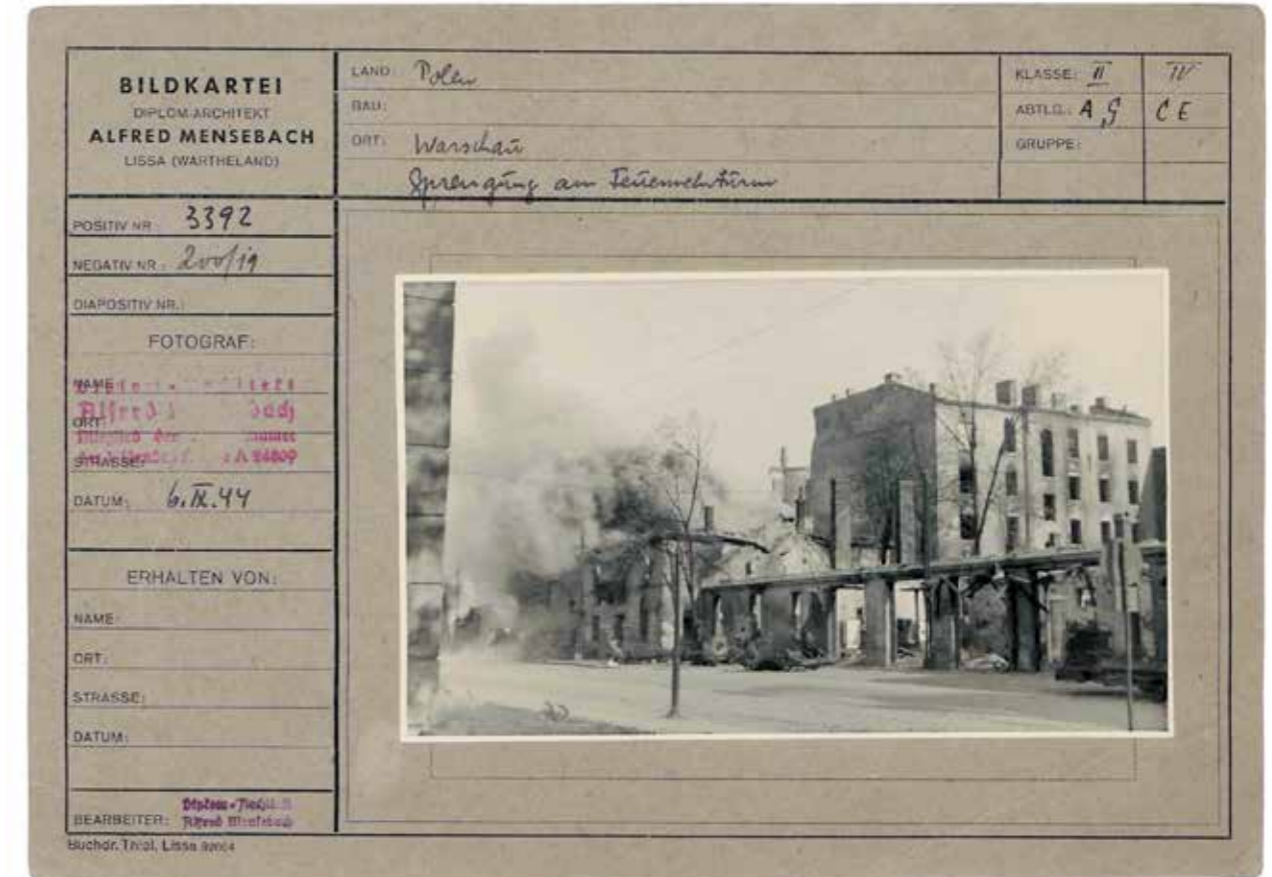 BILDKARTEI
DIPLOM-ARCHITEKT
ALFRED MENSEBACH
LISSA (WARTHELAND)
LAND: Polen
BAU:
ORT: Warschau
Sprengung am Feuerwehrturm
KLASSE: II IV
ABTLG.: A, G C E
GRUPPE:
POSITIV NR 3392
NEGATIV NR.: 200/19
DIAPOSITIV NR.:
FOTOGRAF:
NAME
Alfred
ORT:
STRASSE:
A 24809
DATUM: 6.IX.44
ERHALTEN VON:
NAME:
ORT:
STRASSE:
DATUM:
Diplom-
BEARBEITER: Alfred Mensebach
Buchdr. Lissa